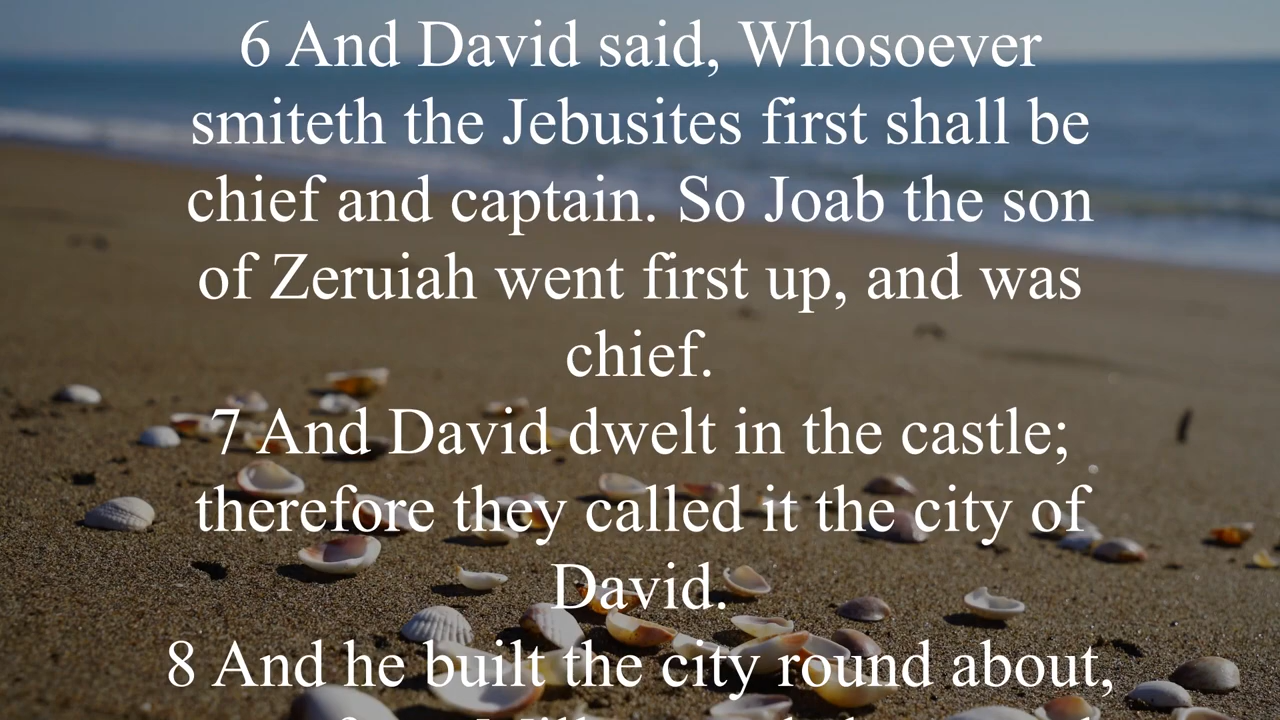 6 And David said, Whosoever
smiteth the Jebusites first shall be
chief and captain. So Joab the son
of Zeruiah went first up, and was
chief.
7 And David dwelt in the castle;
therefore they called it the city of
David.
8 And he built the city round about,